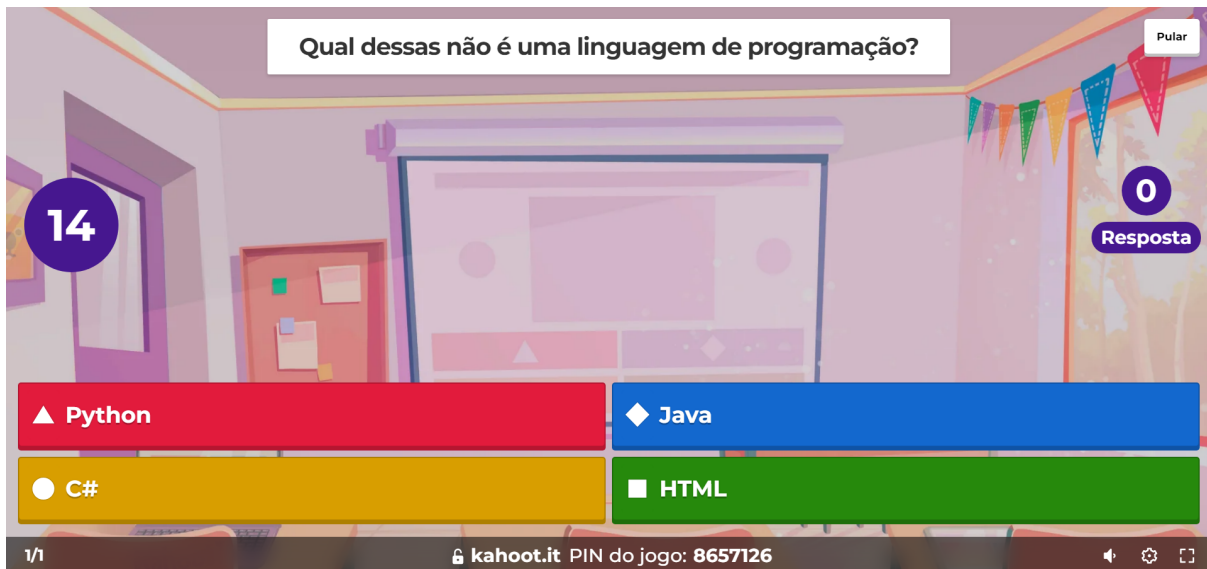 Qual dessas não é uma linguagem de programação?
Pular
14
0
Resposta
Python
Java
C#
HTML
1/1
kahoot.it PIN do jogo: 8657126